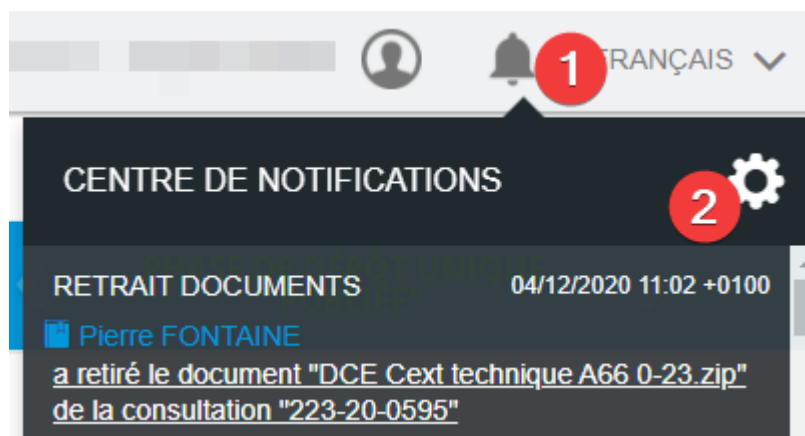 1
FRANÇAIS
CENTRE DE NOTIFICATIONS
2
RETRAIT DOCUMENTS 04/12/2020 11:02 +0100
Pierre FONTAINE
a retiré le document "DCE Cext technique A66 0-23.zip"
de la consultation "223-20-0595"